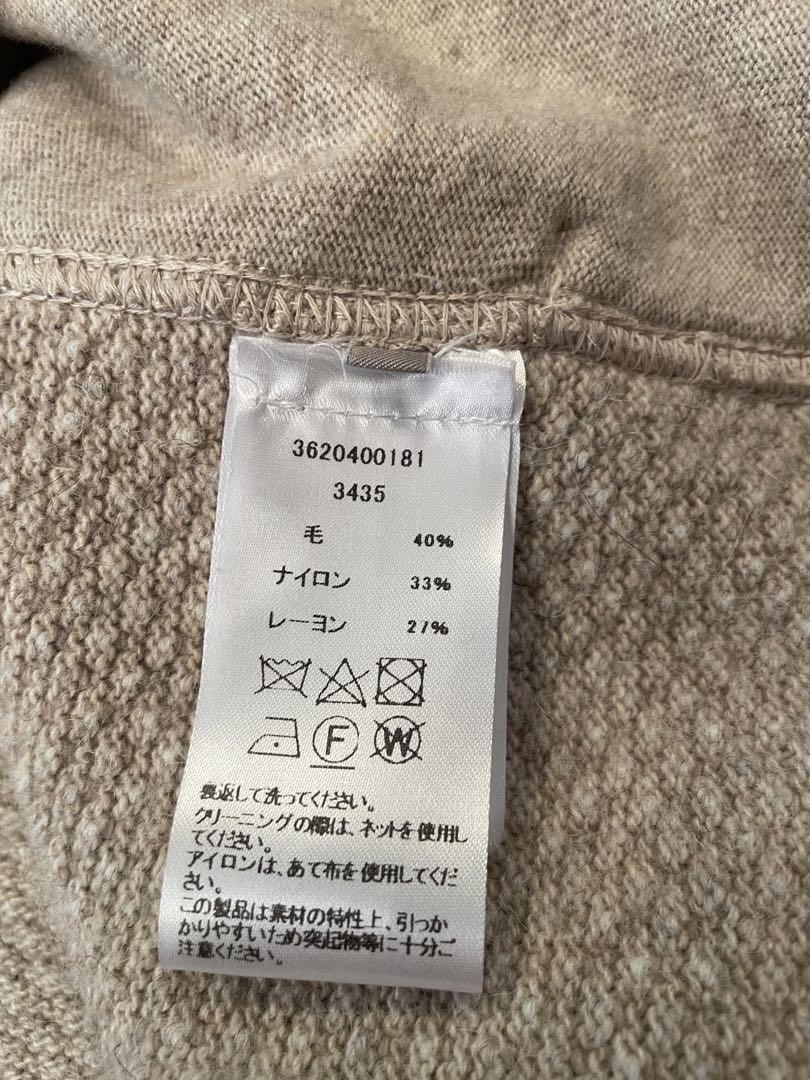 3620400181
3435
毛 40%
ナイロン 33%
レーヨン 27%
F W
裏返して洗ってください。
クリーニングの際は、ネットを使用し
てください。
アイロンは、あて布を使用してくだ
さい。
この製品は素材の特性上、引っか
かりやすいため突起物等に十分ご
注意ください。